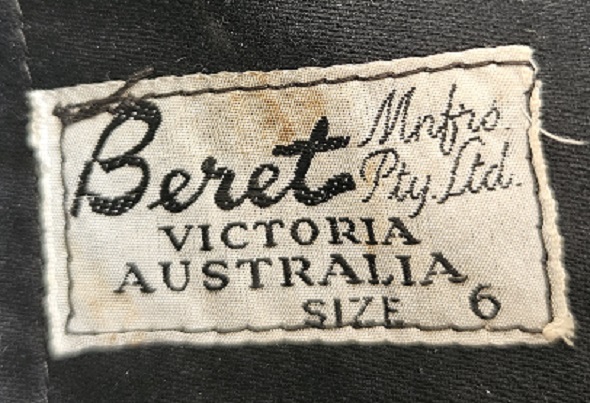 Beret Mnfrs.
Pty. Ltd.
VICTORIA
AUSTRALIA
SIZE 6